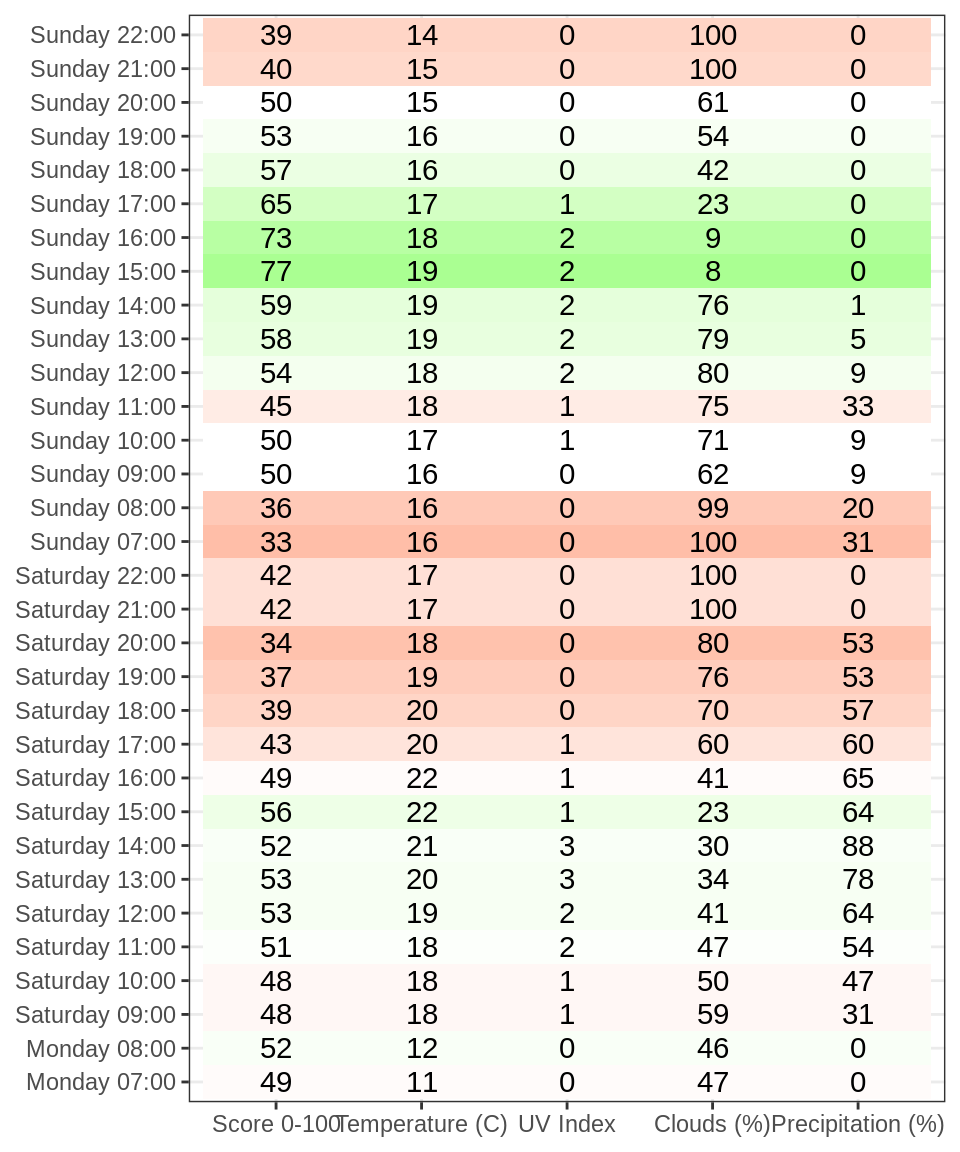 Sunday 22:00 39 14 0 100 0
Sunday 21:00 40 15 0 100 0
Sunday 20:00 50 15 0 61 0
Sunday 19:00 53 16 0 54 0
Sunday 18:00 57 16 0 42 0
Sunday 17:00 65 17 1 23 0
Sunday 16:00 73 18 2 9 0
Sunday 15:00 77 19 2 8 0
Sunday 14:00 59 19 2 76 1
Sunday 13:00 58 19 2 79 5
Sunday 12:00 54 18 2 80 9
Sunday 11:00 45 18 1 75 33
Sunday 10:00 50 17 1 71 9
Sunday 09:00 50 16 0 62 9
Sunday 08:00 36 16 0 99 20
Sunday 07:00 33 16 0 100 31
Saturday 22:00 42 17 0 100 0
Saturday 21:00 42 17 0 100 0
Saturday 20:00 34 18 0 80 53
Saturday 19:00 37 19 0 76 53
Saturday 18:00 39 20 0 70 57
Saturday 17:00 43 20 1 60 60
Saturday 16:00 49 22 1 41 65
Saturday 15:00 56 22 1 23 64
Saturday 14:00 52 21 3 30 88
Saturday 13:00 53 20 3 34 78
Saturday 12:00 53 19 2 41 64
Saturday 11:00 51 18 2 47 54
Saturday 10:00 48 18 1 50 47
Saturday 09:00 48 18 1 59 31
Monday 08:00 52 12 0 46 0
Monday 07:00 49 11 0 47 0
Score 0-100 Temperature (C) UV Index Clouds (%) Precipitation (%)